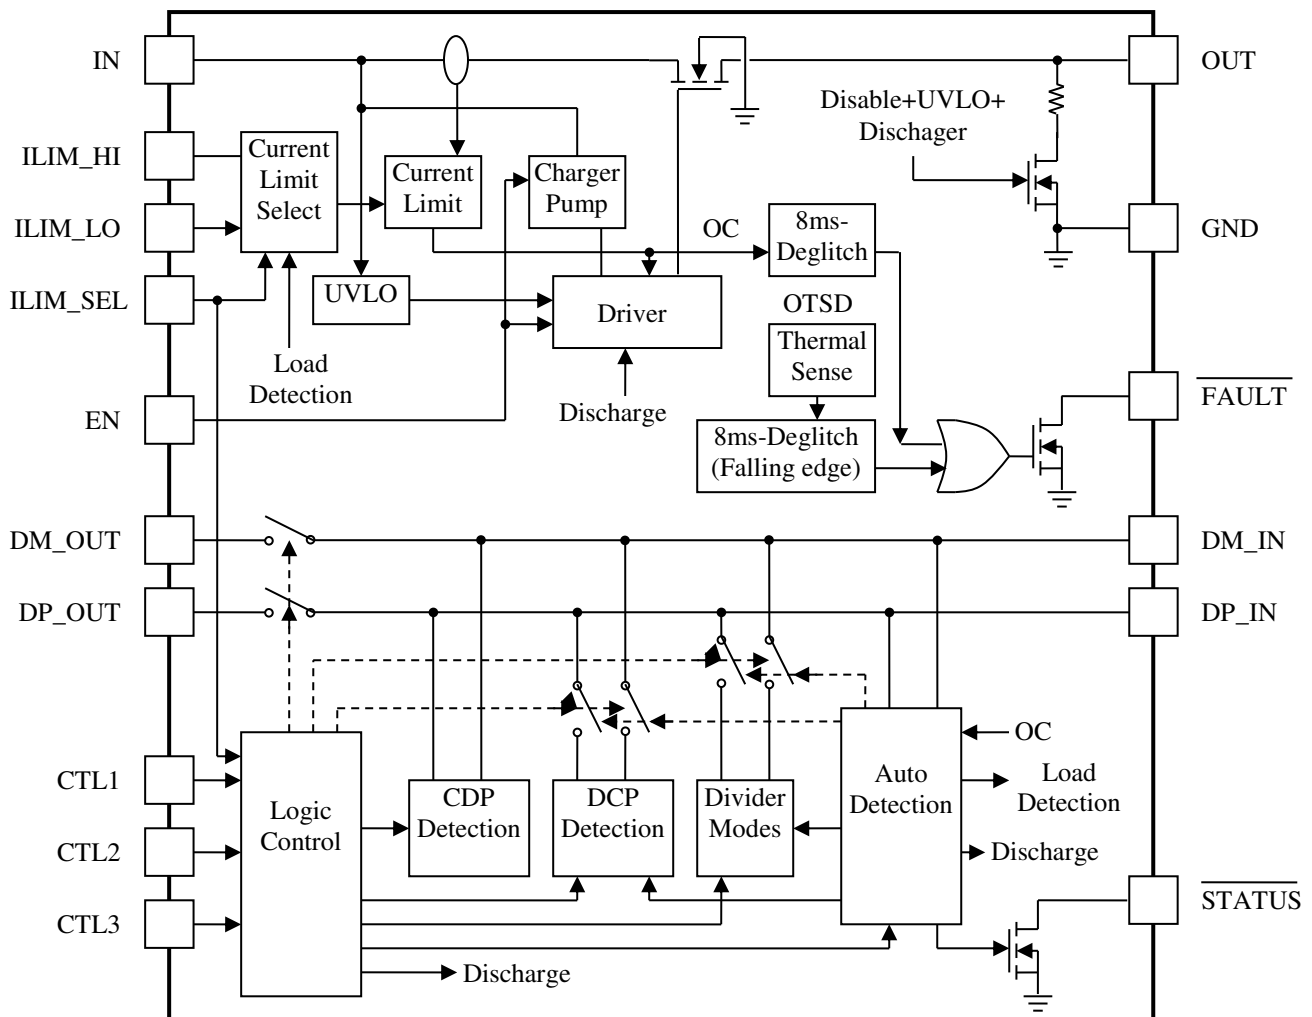 IN
OUT
Disable+UVLO+
Dischager
ILIM_HI
Current
Limit
Select
Current
Limit
Charger
Pump
ILIM_LO
OC
8ms-
Deglitch
GND
ILIM_SEL
UVLO
Driver
OTSD
Thermal
Sense
Load
Detection
Discharge
FAULT
EN
8ms-Deglitch
(Falling edge)
DM_OUT
DM_IN
DP_OUT
DP_IN
OC
CTL1
Logic
Control
CDP
Detection
DCP
Detection
Divider
Modes
Auto
Detection
Load
Detection
CTL2
Discharge
STATUS
CTL3
Discharge